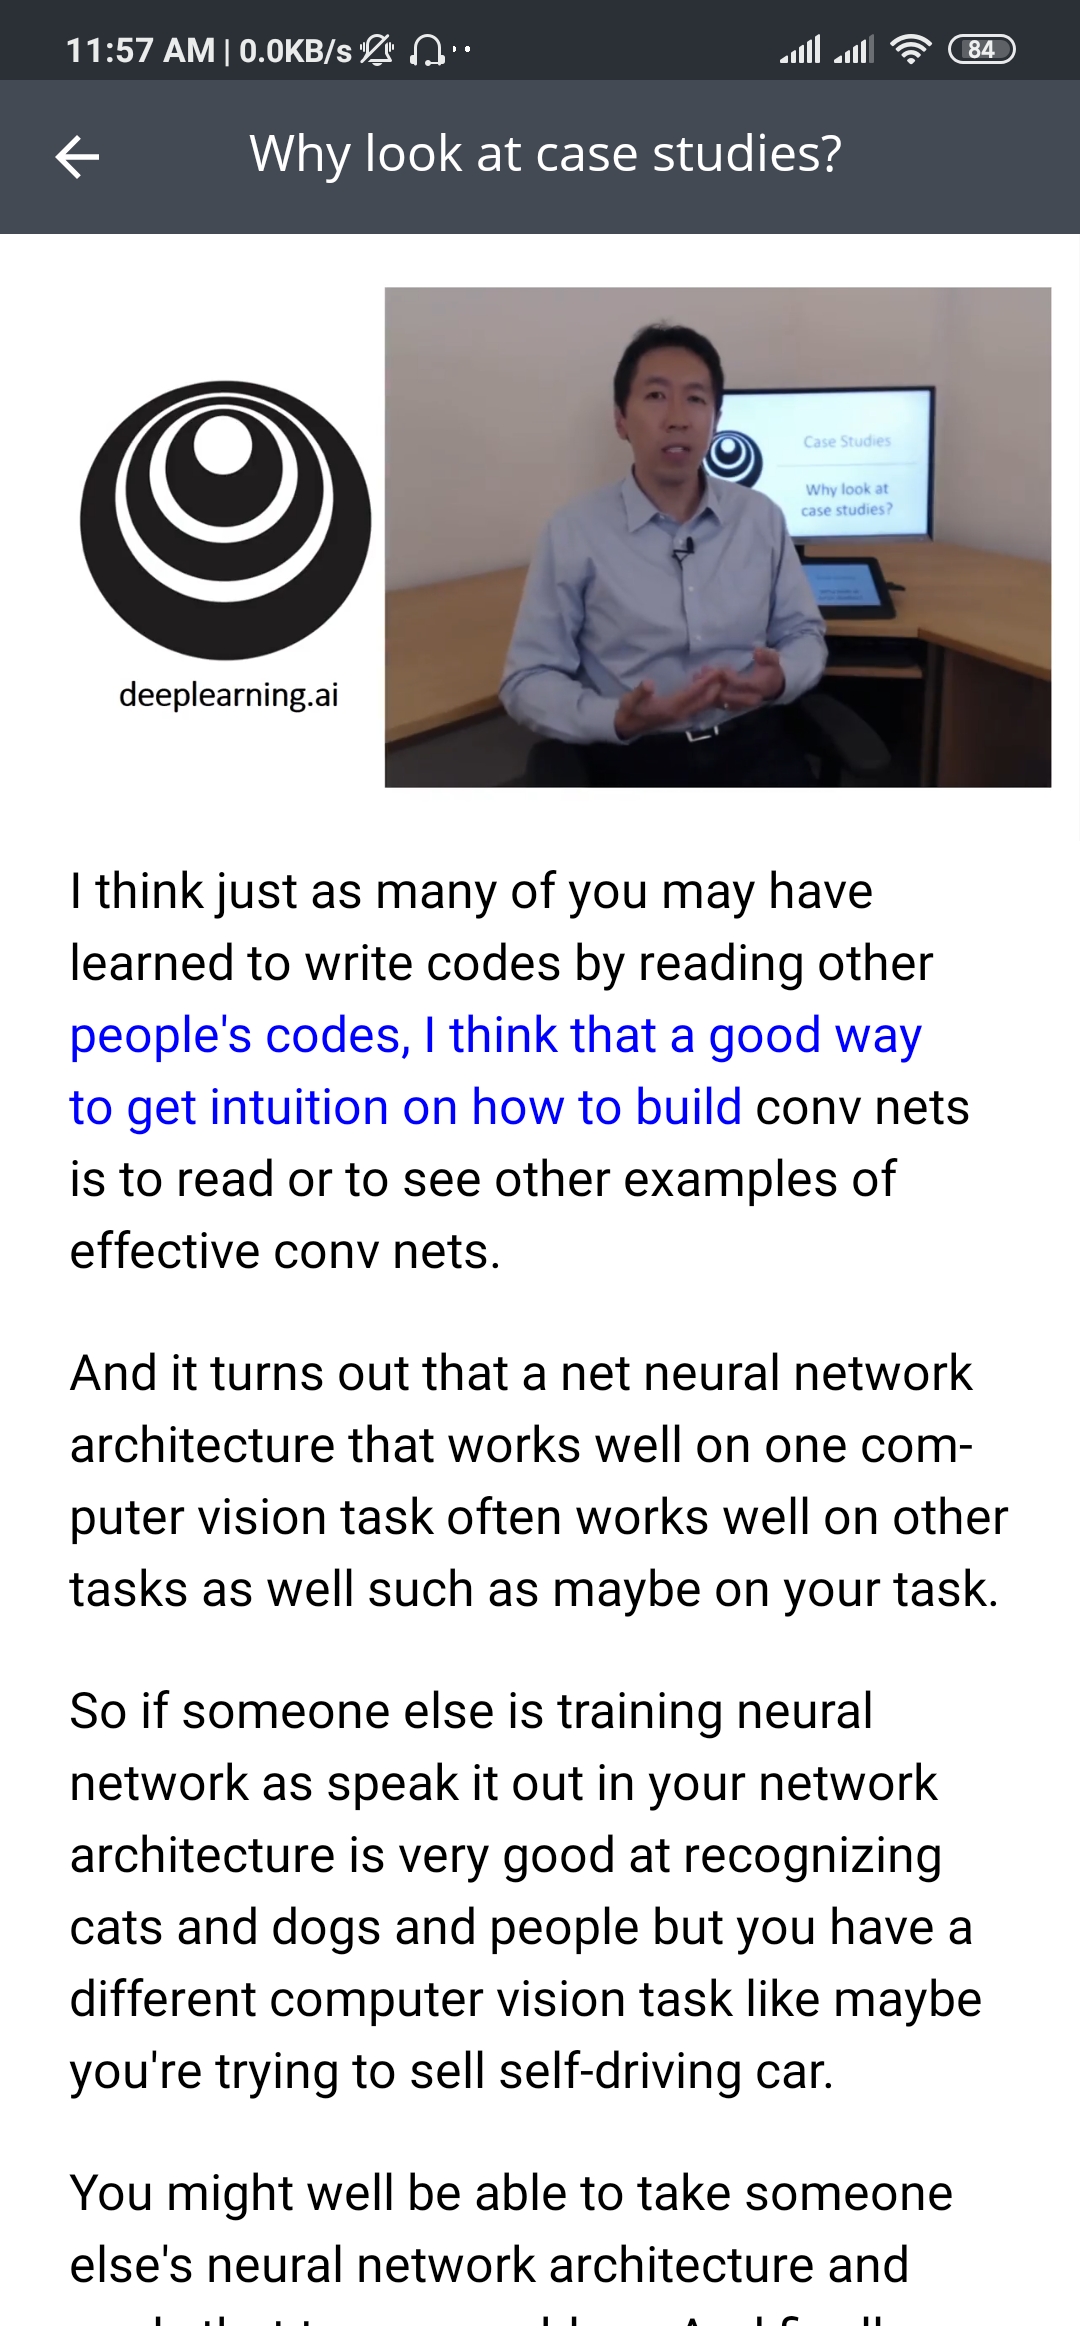 11:57 AM | 0.0KB/s
84
Why look at case studies?
deeplearning.ai
Case Studies
Why look at
case studies?
I think just as many of you may have
learned to write codes by reading other
people's codes, I think that a good way
to get intuition on how to build conv nets
is to read or to see other examples of
effective conv nets.
And it turns out that a net neural network
architecture that works well on one com-
puter vision task often works well on other
tasks as well such as maybe on your task.
So if someone else is training neural
network as speak it out in your network
architecture is very good at recognizing
cats and dogs and people but you have a
different computer vision task like maybe
you're trying to sell self-driving car.
You might well be able to take someone
else's neural network architecture and